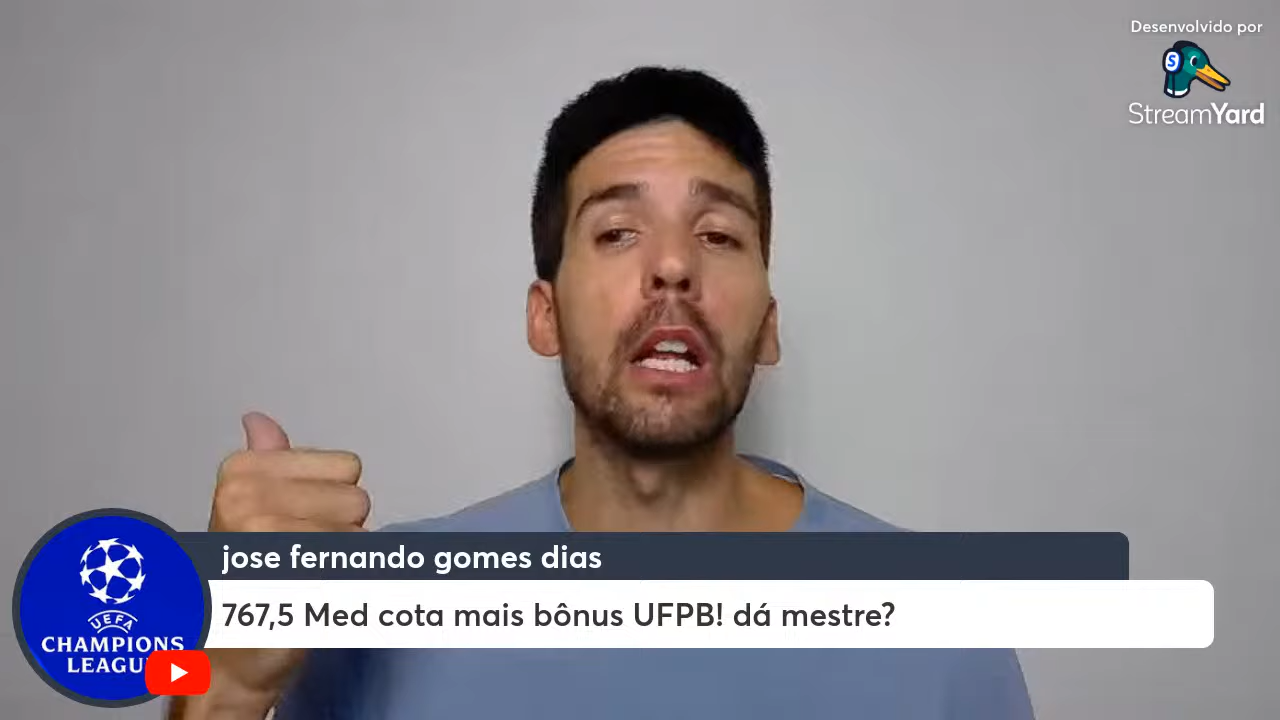 Desenvolvido por
StreamYard
jose fernando gomes dias
767,5 Med cota mais bônus UFPB! dá mestre?
S
UEFA
CHAMPIONS
LEAGU